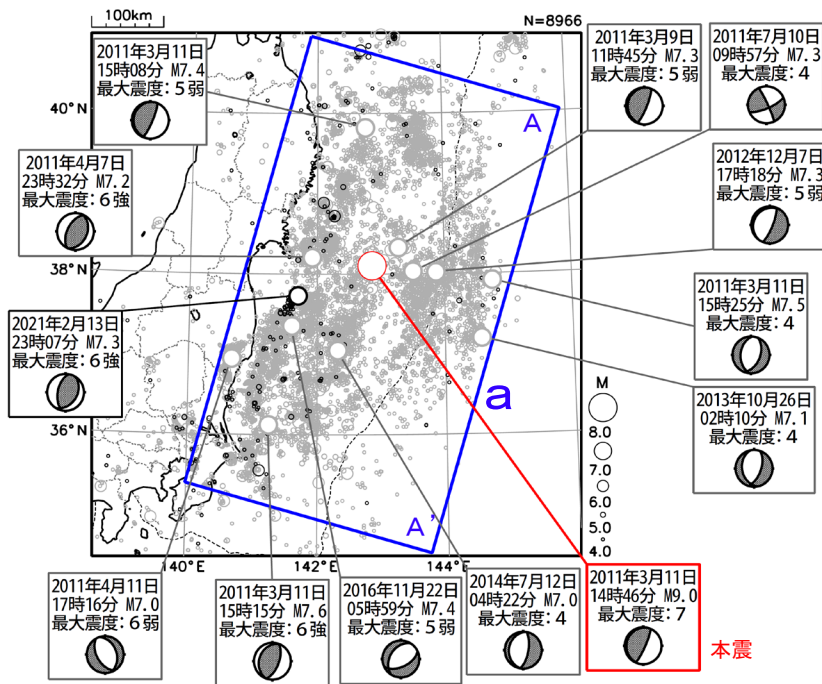 100km
N=8966
2011年3月11日
15時08分 M7.4
最大震度：5弱
2011年3月9日
11時45分 M7.3
最大震度：5弱
2011年7月10日
09時57分 M7.3
最大震度：4
40°N
A
2011年4月7日
23時32分 M7.2
最大震度：6強
2012年12月7日
17時18分 M7.3
最大震度：5弱
38°N
2011年3月11日
15時25分 M7.5
最大震度：4
2021年2月13日
23時07分 M7.3
最大震度：6強
a
M
8.0
7.0
6.0
5.0
4.0
2013年10月26日
02時10分 M7.1
最大震度：4
36°N
A'
140°E
142°E
144°E
2011年4月11日
17時16分 M7.0
最大震度：6弱
2011年3月11日
15時15分 M7.6
最大震度：6強
2016年11月22日
05時59分 M7.4
最大震度：5弱
2014年7月12日
04時22分 M7.0
最大震度：4
2011年3月11日
14時46分 M9.0
最大震度：7
本震